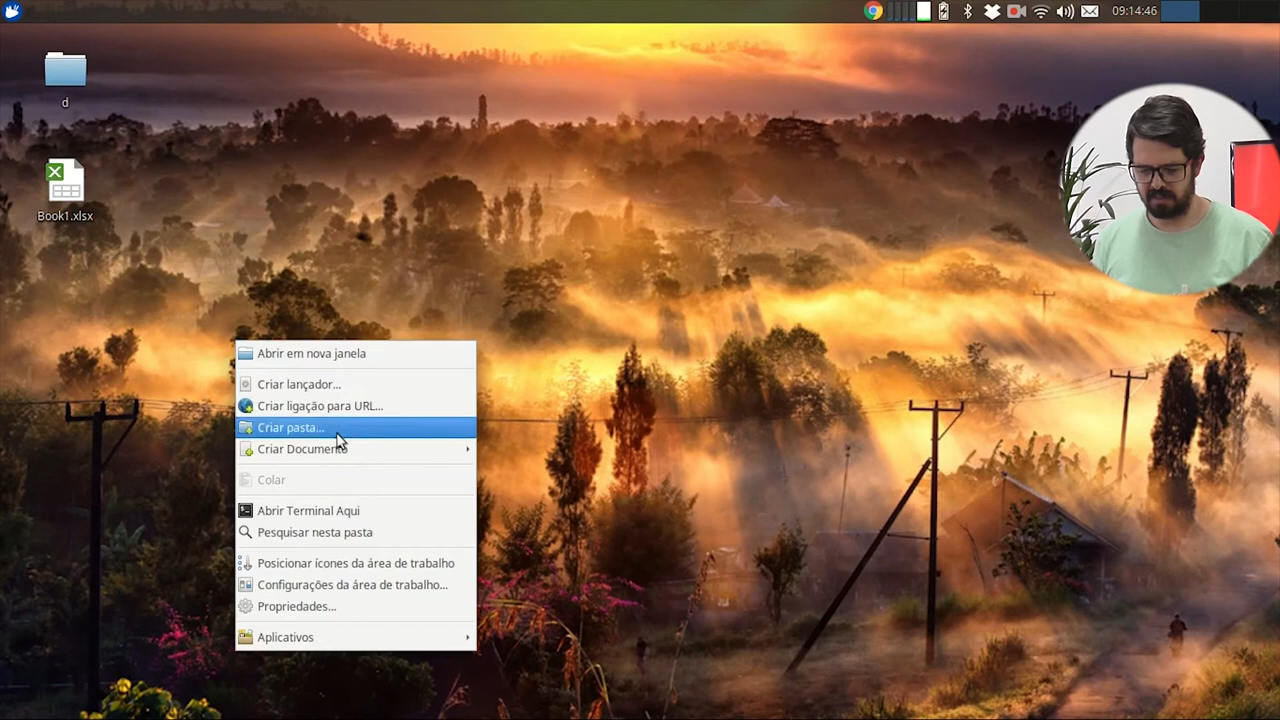 09:14:46
d
Book1.xlsx
Abrir em nova janela
Criar lançador...
Criar ligação para URL...
Criar pasta...
Criar Documento
Colar
Abrir Terminal Aqui
Pesquisar nesta pasta
Posicionar ícones da área de trabalho
Configurações da área de trabalho...
Propriedades...
Aplicativos